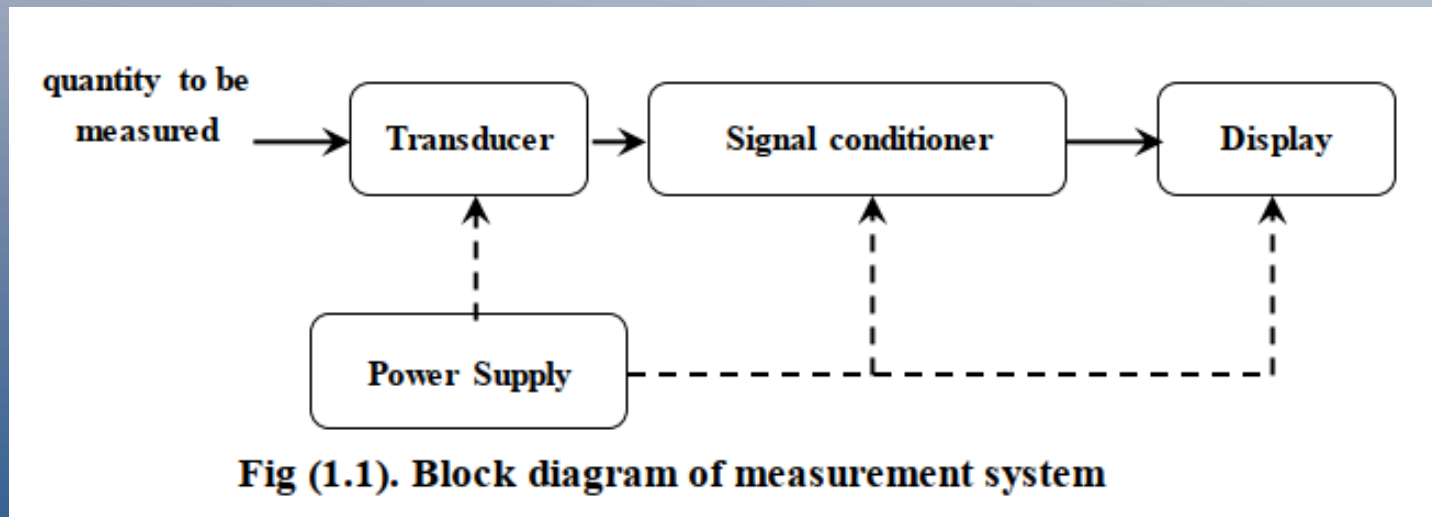 quantity to be
measured
Transducer
Signal conditioner
Display
Power Supply
Fig (1.1). Block diagram of measurement system